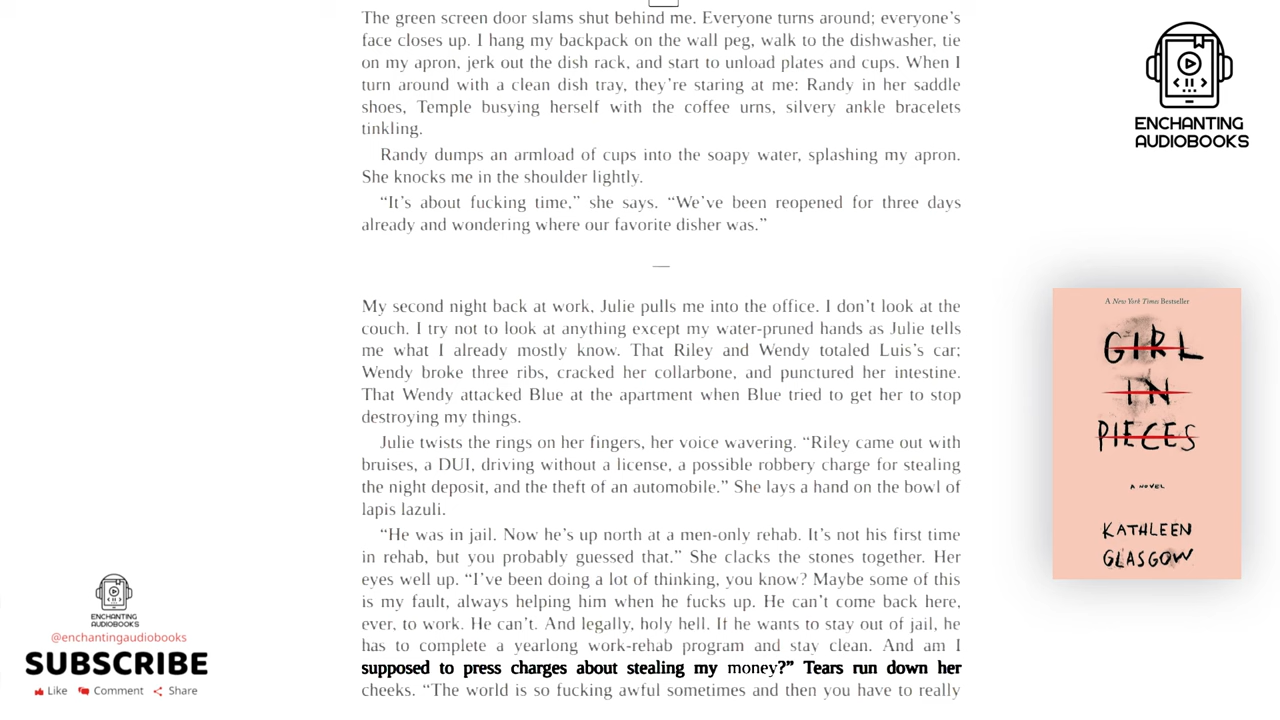 The green screen door slams shut behind me. Everyone turns around; everyone's
face closes up. I hang my backpack on the wall peg, walk to the dishwasher, tie
on my apron, jerk out the dish rack, and start to unload plates and cups. When I
turn around with a clean dish tray, they're staring at me: Randy in her saddle
shoes, Temple busying herself with the coffee urns, silvery ankle bracelets
tinkling.
Randy dumps an armload of cups into the soapy water, splashing my apron.
She knocks me in the shoulder lightly.
“It's about fucking time,” she says. “We've been reopened for three days
already and wondering where our favorite disher was.”
—
My second night back at work, Julie pulls me into the office. I don't look at the
couch. I try not to look at anything except my water-pruned hands as Julie tells
me what I already mostly know. That Riley and Wendy totaled Luis's car;
Wendy broke three ribs, cracked her collarbone, and punctured her intestine.
That Wendy attacked Blue at the apartment when Blue tried to get her to stop
destroying my things.
Julie twists the rings on her fingers, her voice wavering. “Riley came out with
bruises, a DUI, driving without a license, a possible robbery charge for stealing
the night deposit, and the theft of an automobile.” She lays a hand on the bowl of
lapis lazuli.
“He was in jail. Now he's up north at a men-only rehab. It's not his first time
in rehab, but you probably guessed that.” She clacks the stones together. Her
eyes well up. “I've been doing a lot of thinking, you know? Maybe some of this
is my fault, always helping him when he fucks up. He can't come back here,
ever, to work. He can't. And legally, holy hell. If he wants to stay out of jail, he
has to complete a yearlong work-rehab program and stay clean. And am I
supposed to press charges about stealing my money?” Tears run down her
cheeks. “The world is so fucking awful sometimes and then you have to really
ENCHANTING
AUDIOBOOKS
A New York Times Bestseller
GIRL
IN
PIECES
A NOVEL
KATHLEEN
GLASGOW
ENCHANTING
AUDIOBOOKS
@enchantingaudiobooks
SUBSCRIBE
Like Comment Share